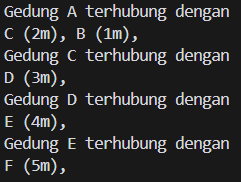 Gedung A terhubung dengan
C (2m), B (1m),
Gedung C terhubung dengan
D (3m),
Gedung D terhubung dengan
E (4m),
Gedung E terhubung dengan
F (5m),